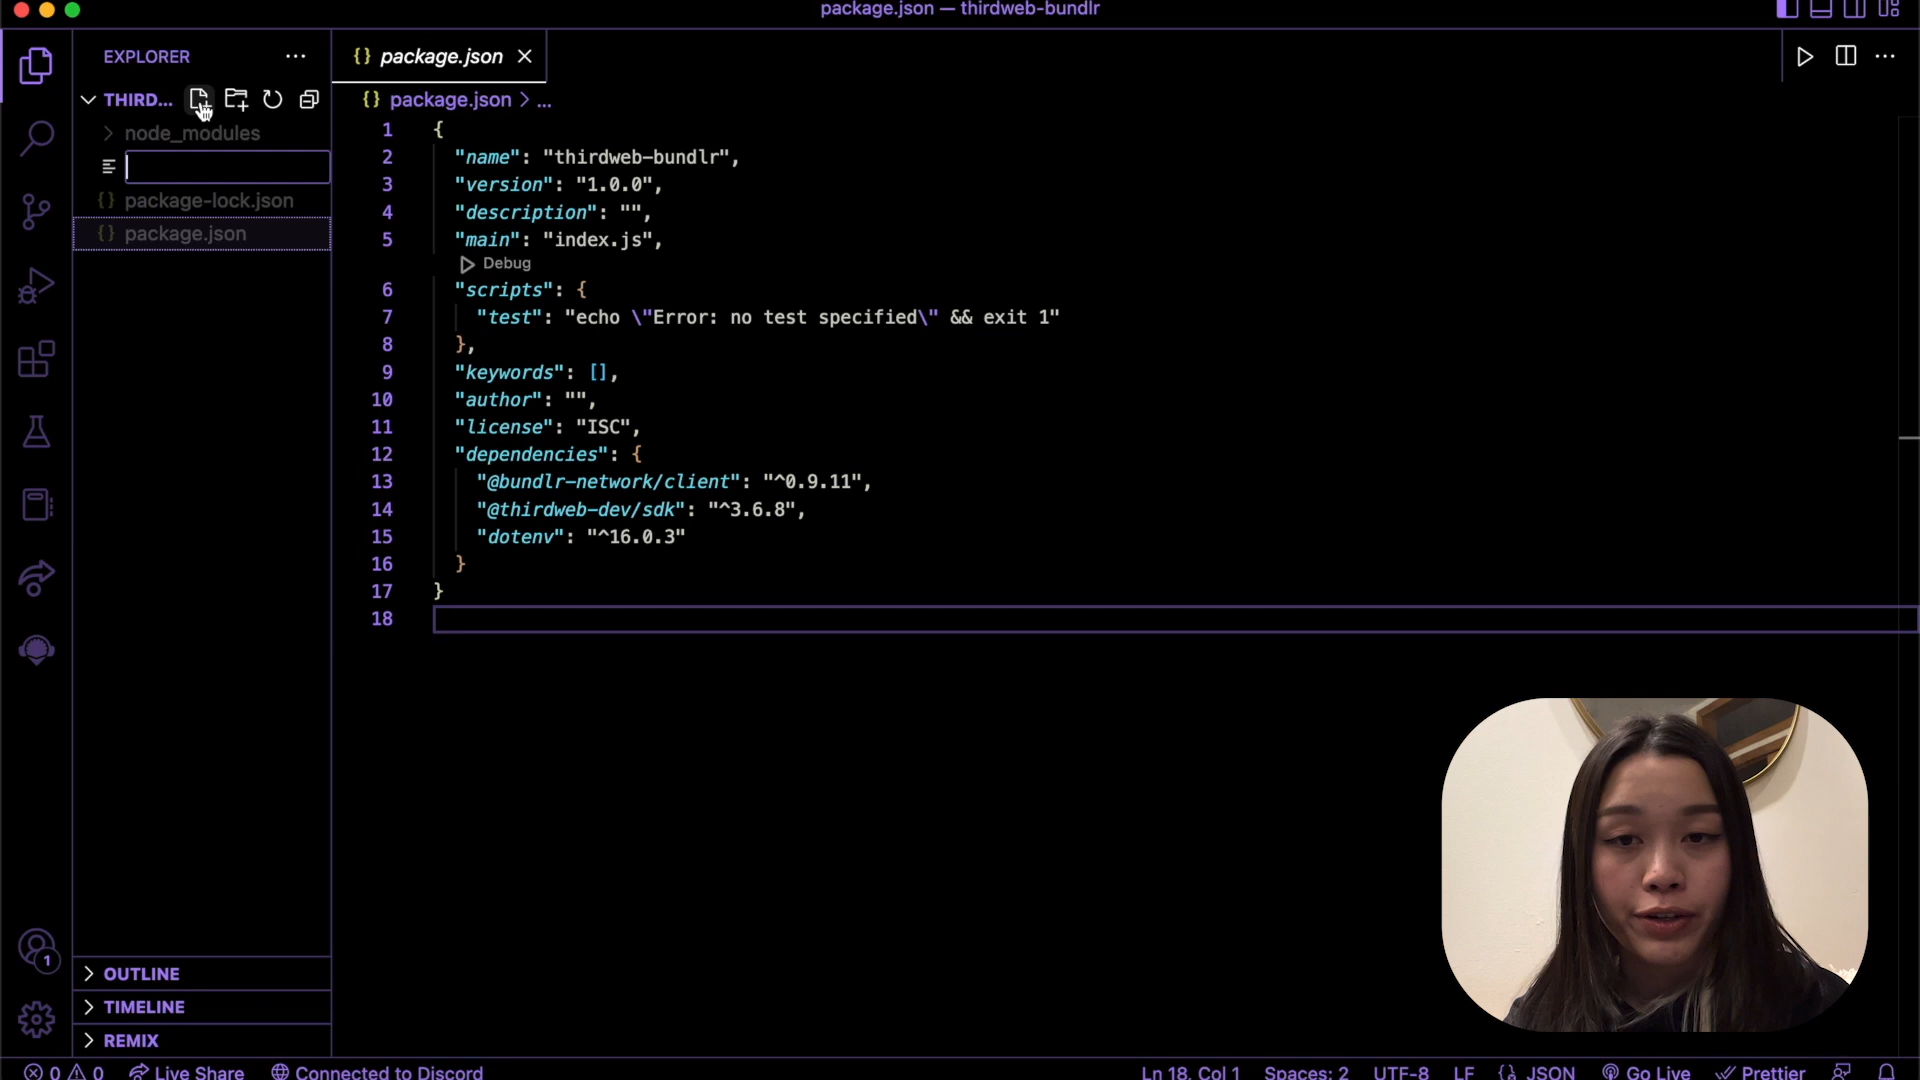 package.json — thirdweb-bundlr
EXPLORER
THIRD...
node_modules
package-lock.json
package.json
OUTLINE
TIMELINE
REMIX
1
{} package.json
{} package.json > ...
1 {
2 "name": "thirdweb-bundlr",
3 "version": "1.0.0",
4 "description": "",
5 "main": "index.js",
Debug
6 "scripts": {
7 "test": "echo \"Error: no test specified\" && exit 1"
8 },
9 "keywords": [],
10 "author": "",
11 "license": "ISC",
12 "dependencies": {
13 "@bundlr-network/client": "^0.9.11",
14 "@thirdweb-dev/sdk": "^3.6.8",
15 "dotenv": "^16.0.3"
16 }
17 }
18
0 0 Live Share Connected to Discord Ln 18, Col 1 Spaces: 2 UTF-8 LF {} JSON Go Live Prettier